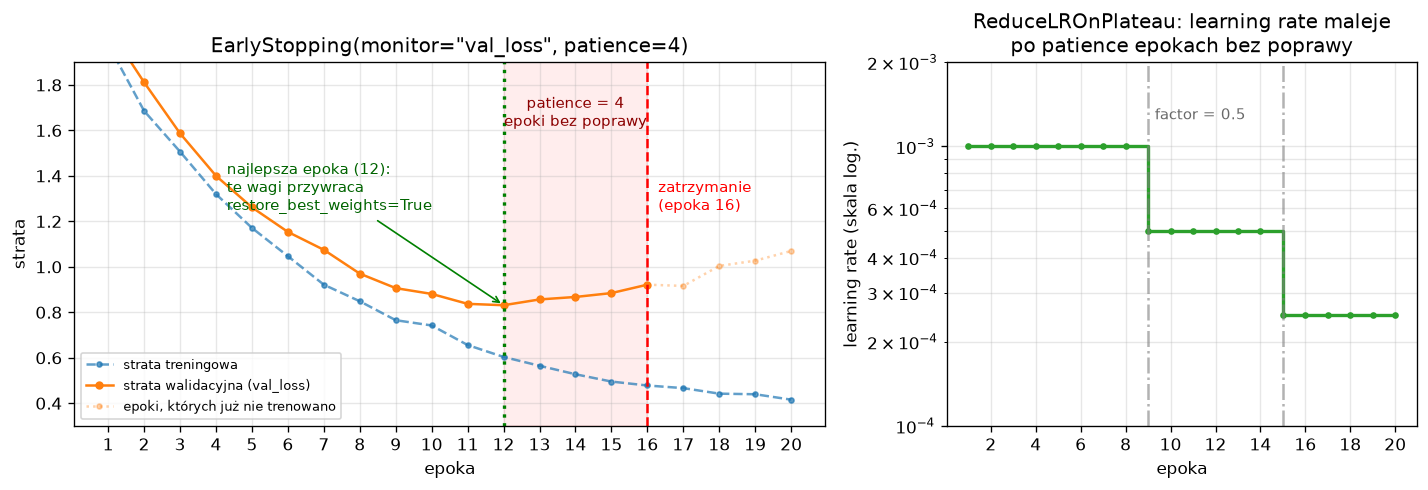 EarlyStopping(monitor="val_loss", patience=4)
1.8
1.6
1.4
1.2
1.0
0.8
0.6
0.4
strata
patience = 4
epoki bez poprawy
najlepsza epoka (12):
te wagi przywraca
restore_best_weights=True
zatrzymanie
(epoka 16)
strata treningowa
strata walidacyjna (val_loss)
epoki, których już nie trenowano
1 2 3 4 5 6 7 8 9 10 11 12 13 14 15 16 17 18 19 20
epoka
ReduceLROnPlateau: learning rate maleje
po patience epokach bez poprawy
2 × 10⁻³
10⁻³
6 × 10⁻⁴
4 × 10⁻⁴
3 × 10⁻⁴
2 × 10⁻⁴
10⁻⁴
learning rate (skala log.)
factor = 0.5
2 4 6 8 10 12 14 16 18 20
epoka